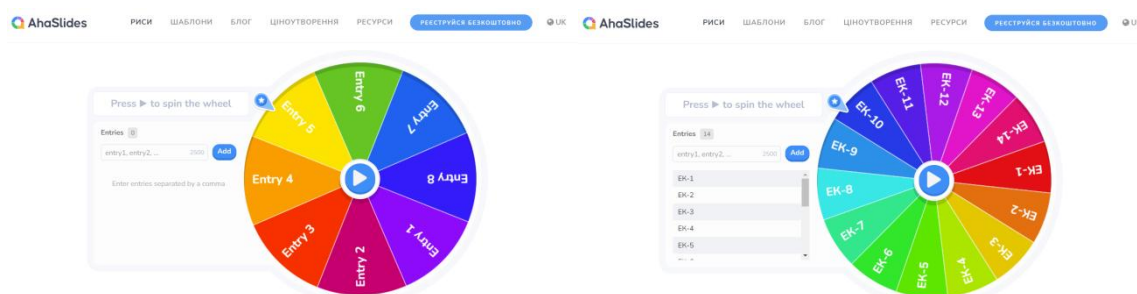 AhaSlides РИСИ ШАБЛОНИ БЛОГ ЦІНОУТВОРЕННЯ РЕСУРСИ РЕЄСТРУЙСЯ БЕЗКОШТОВНО UK
Press ▶ to spin the wheel
Entries 0
entry1, entry2, ... 2500 Add
Enter entries separated by a comma
Entry 6
Entry 7
Entry 8
Entry 1
Entry 2
Entry 3
Entry 4
Entry 5
AhaSlides РИСИ ШАБЛОНИ БЛОГ ЦІНОУТВОРЕННЯ РЕСУРСИ РЕЄСТРУЙСЯ БЕЗКОШТОВНО
Press ▶ to spin the wheel
Entries 14
entry1, entry2, ... 2500 Add
ЕК-1
ЕК-2
ЕК-3
ЕК-4
ЕК-5
ЕК-12
ЕК-13
ЕК-14
ЕК-1
ЕК-2
ЕК-3
ЕК-4
ЕК-5
ЕК-6
ЕК-7
ЕК-8
ЕК-9
ЕК-10
ЕК-11